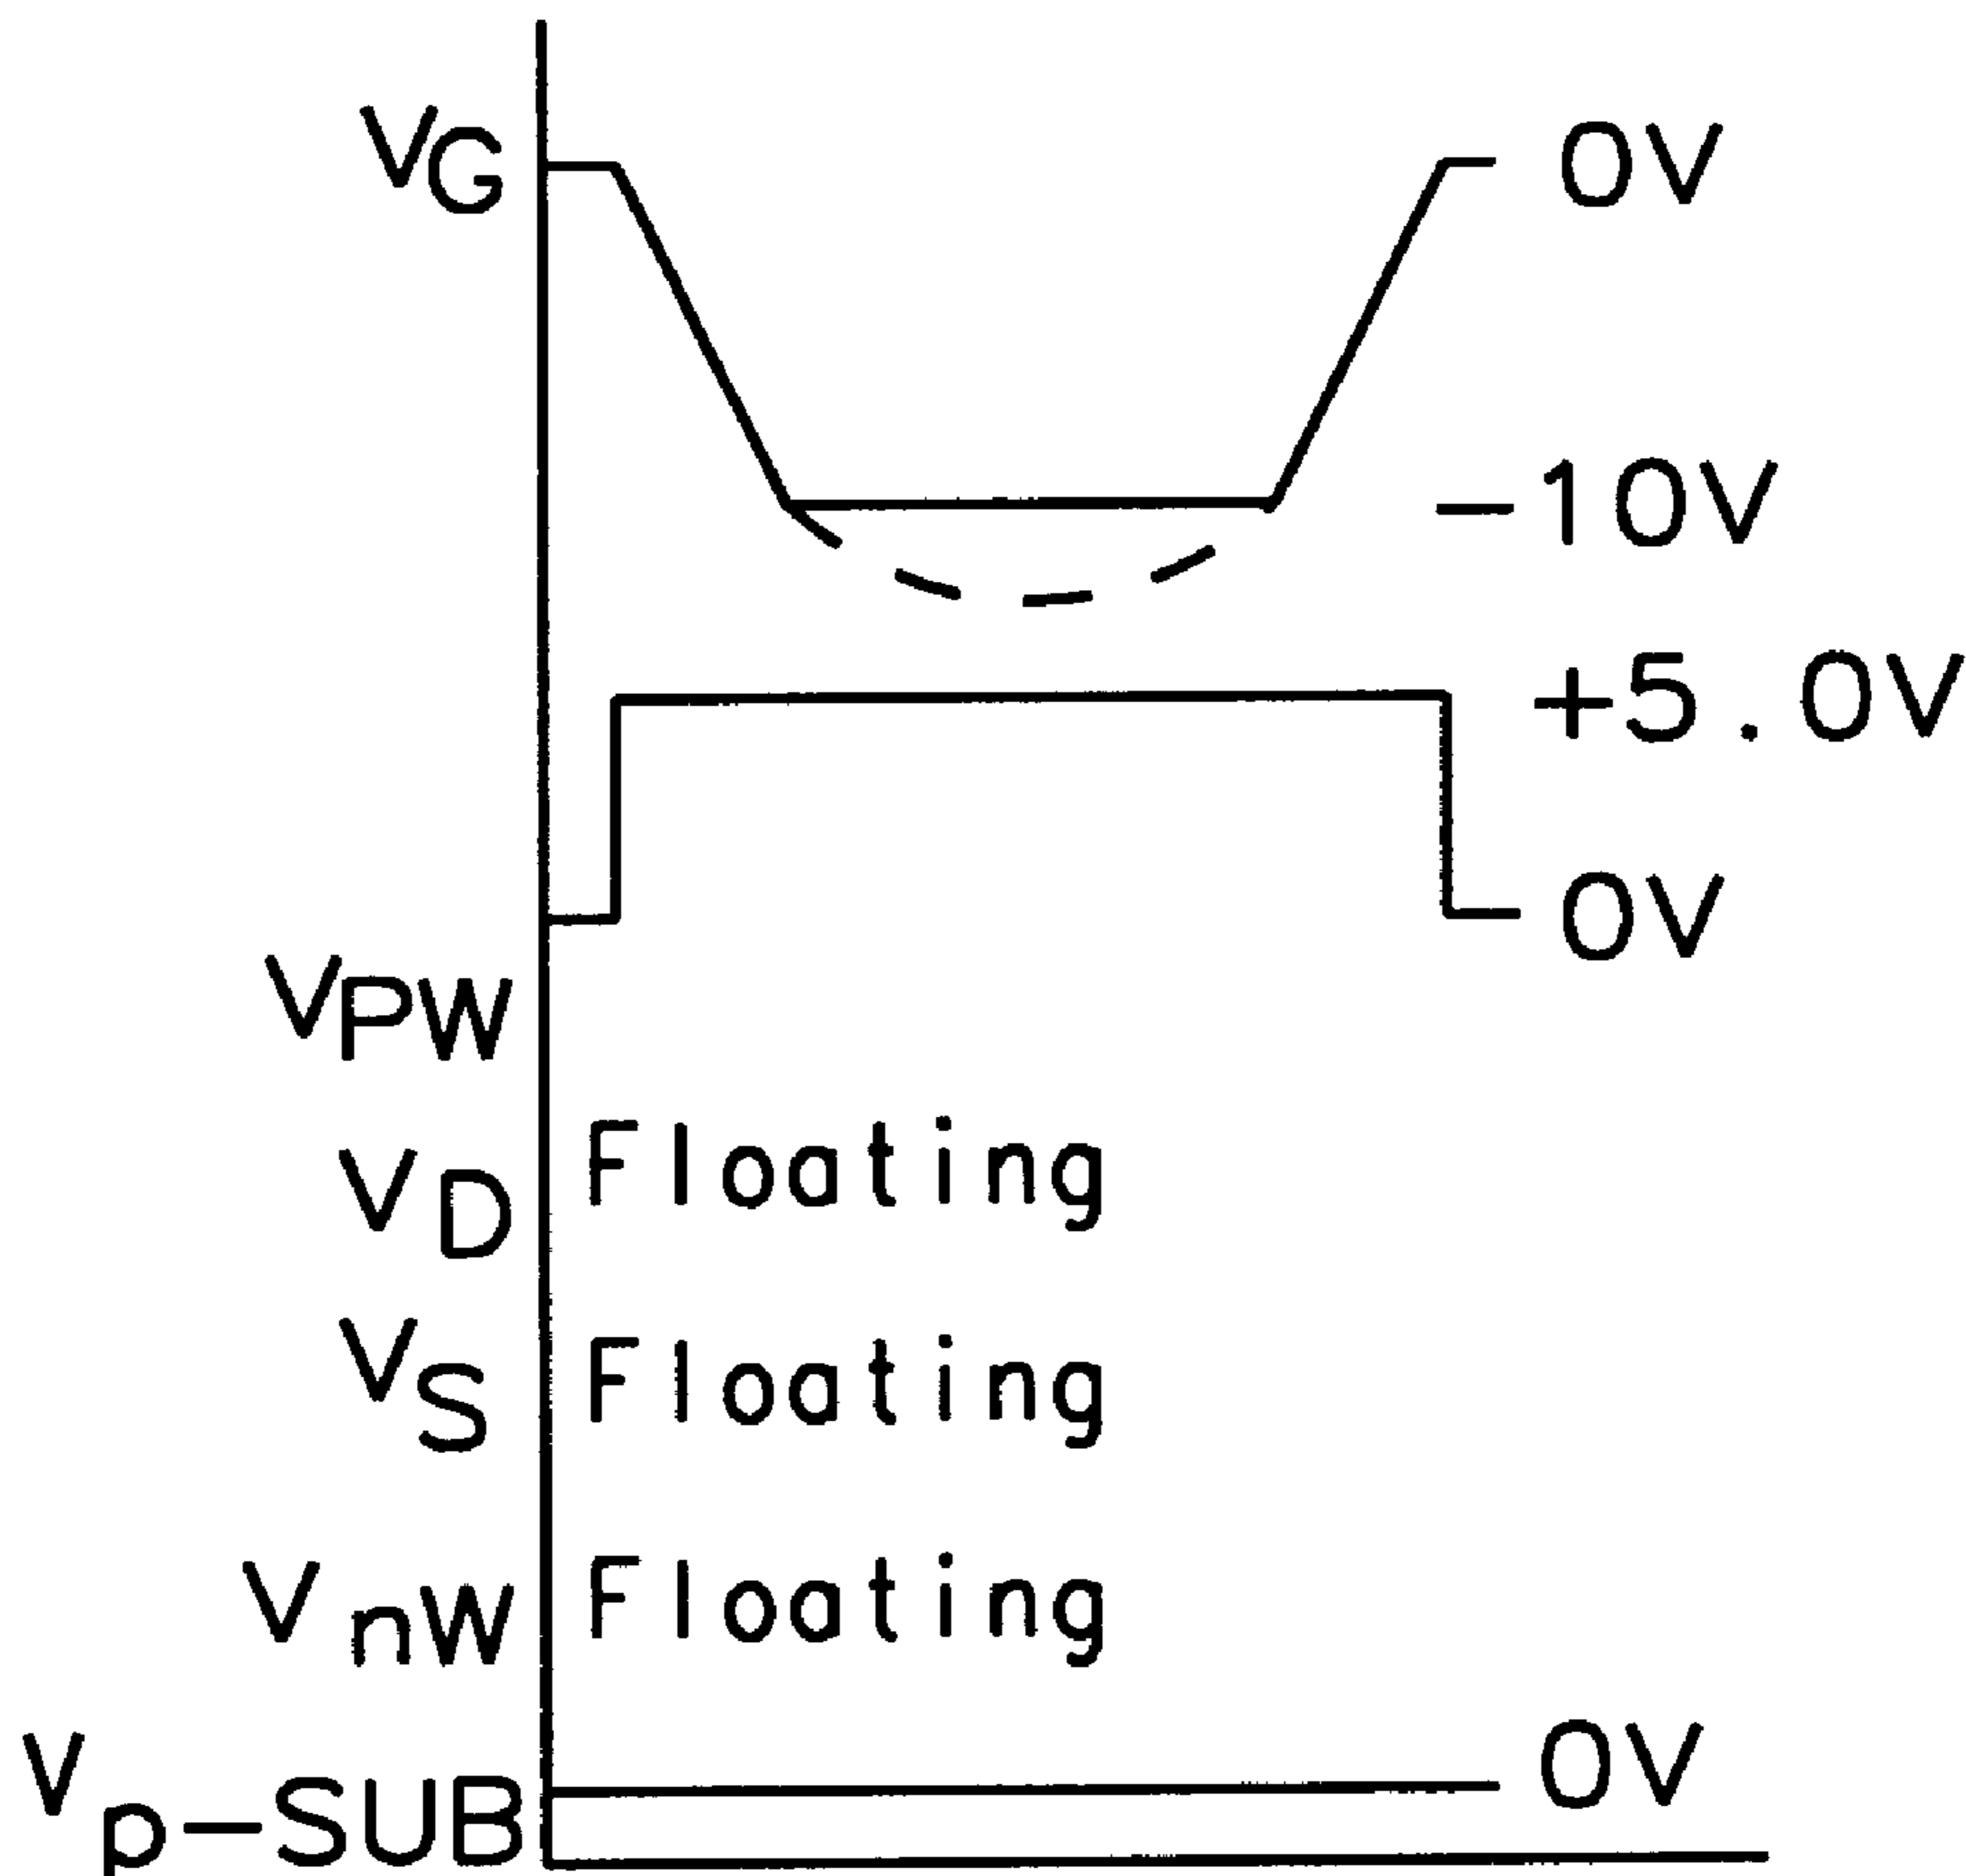 VG 0V
-10V
+5.0V
0V
VPW
VD Floating
VS Floating
VnW Floating
Vp-SUB 0V